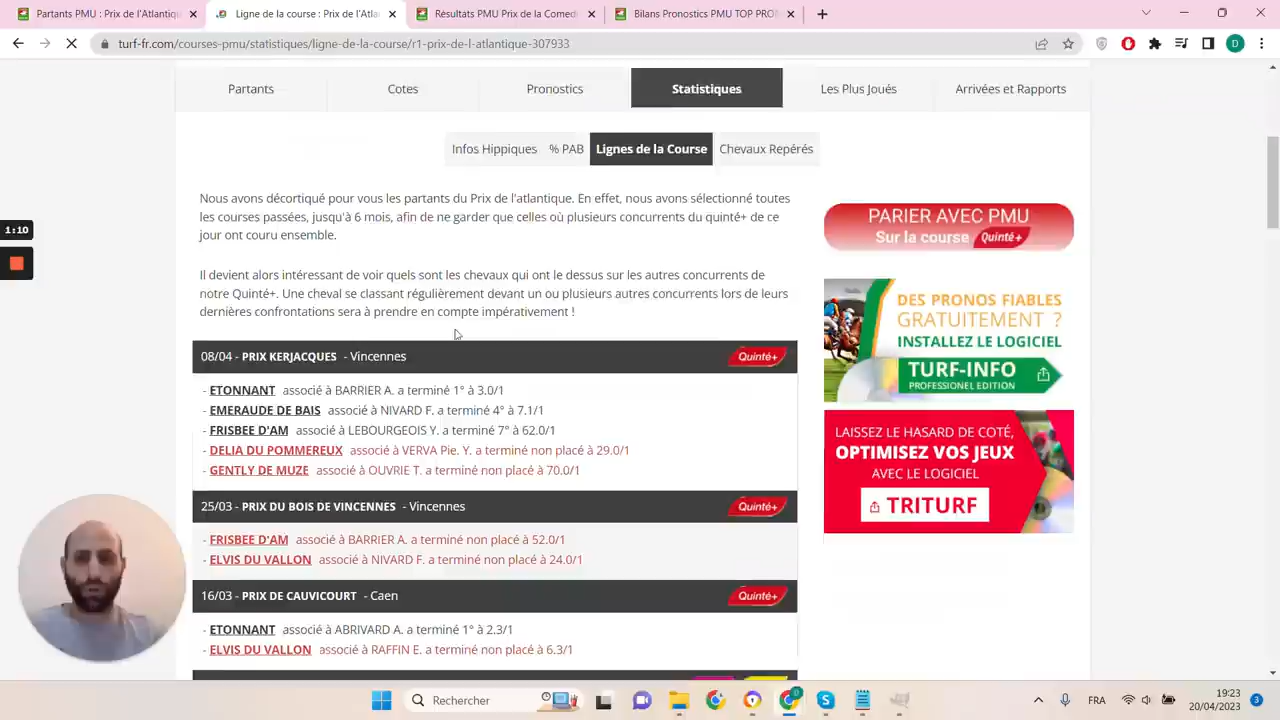 Partants PMU : Prix de l'Atla
Ligne de la course : Prix de l'Atla
Résultats PMU du Prix de la Comed
Bilans Pronostics PMU TOP PRO
turf-fr.com/courses-pmu/statistiques/ligne-de-la-course/r1-prix-de-l-atlantique-307933
D
Partants
Cotes
Pronostics
Statistiques
Les Plus Joués
Arrivées et Rapports
Infos Hippiques
% PAB
Lignes de la Course
Chevaux Repérés
Nous avons décortiqué pour vous les partants du Prix de l'atlantique. En effet, nous avons sélectionné toutes
les courses passées, jusqu'à 6 mois, afin de ne garder que celles où plusieurs concurrents du quinté+ de ce
jour ont couru ensemble.
Il devient alors intéressant de voir quels sont les chevaux qui ont le dessus sur les autres concurrents de
notre Quinté+. Une cheval se classant régulièrement devant un ou plusieurs autres concurrents lors de leurs
dernières confrontations sera à prendre en compte impérativement !
08/04 - PRIX KERJACQUES - Vincennes
Quinté+
- ETONNANT associé à BARRIER A. a terminé 1° à 3.0/1
- EMERAUDE DE BAIS associé à NIVARD F. a terminé 4° à 7.1/1
- FRISBEE D'AM associé à LEBOURGEOIS Y. a terminé 7° à 62.0/1
- DELIA DU POMMEREUX associé à VERVA Pie. Y. a terminé non placé à 29.0/1
- GENTLY DE MUZE associé à OUVRIE T. a terminé non placé à 70.0/1
25/03 - PRIX DU BOIS DE VINCENNES - Vincennes
Quinté+
- FRISBEE D'AM associé à BARRIER A. a terminé non placé à 52.0/1
- ELVIS DU VALLON associé à NIVARD F. a terminé non placé à 24.0/1
16/03 - PRIX DE CAUVICOURT - Caen
Quinté+
- ETONNANT associé à ABRIVARD A. a terminé 1° à 2.3/1
- ELVIS DU VALLON associé à RAFFIN E. a terminé non placé à 6.3/1
PARIER AVEC PMU
Sur la course Quinté+
DES PRONOS FIABLES
GRATUITEMENT ?
INSTALLEZ LE LOGICIEL
TURF-INFO
PROFESSIONEL EDITION
LAISSEZ LE HASARD DE COTÉ,
OPTIMISEZ VOS JEUX
AVEC LE LOGICIEL
TRITURF
1:10
Rechercher
FRA
19:23
20/04/2023